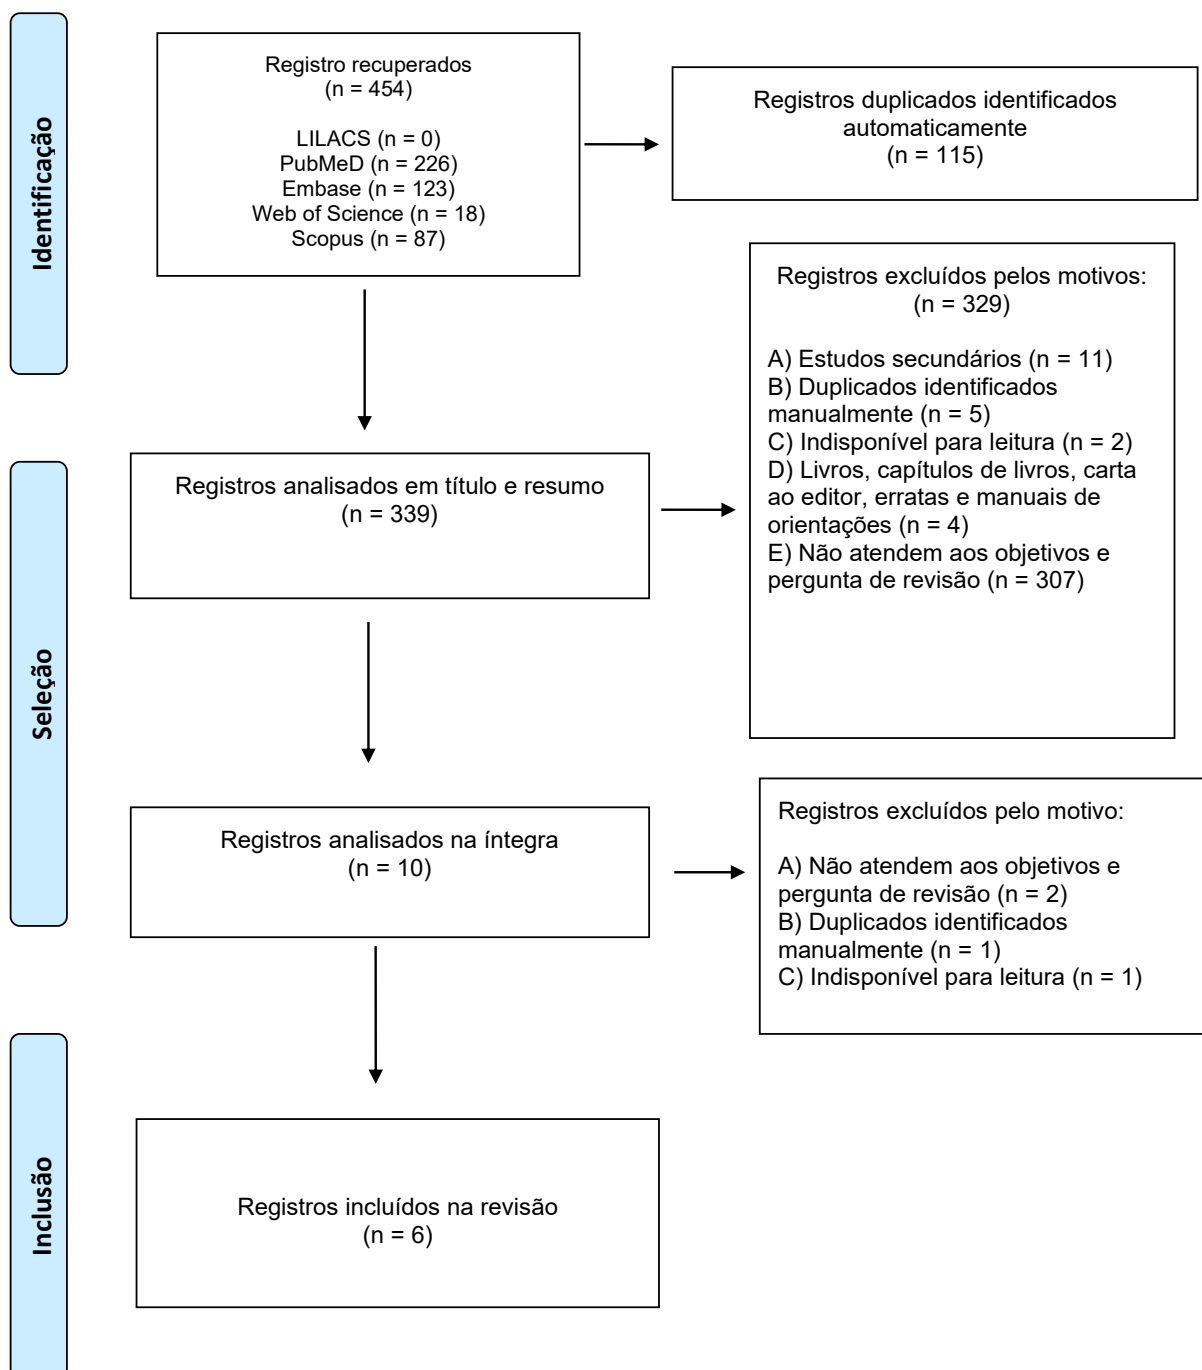 Identificação
Registro recuperados
(n = 454)
LILACS (n = 0)
PubMeD (n = 226)
Embase (n = 123)
Web of Science (n = 18)
Scopus (n = 87)
Registros duplicados identificados
automaticamente
(n = 115)
Registros excluídos pelos motivos:
(n = 329)
A) Estudos secundários (n = 11)
B) Duplicados identificados
manualmente (n = 5)
C) Indisponível para leitura (n = 2)
D) Livros, capítulos de livros, carta
ao editor, erratas e manuais de
orientações (n = 4)
E) Não atendem aos objetivos e
pergunta de revisão (n = 307)
Seleção
Registros analisados em título e resumo
(n = 339)
Registros analisados na íntegra
(n = 10)
Registros excluídos pelo motivo:
A) Não atendem aos objetivos e
pergunta de revisão (n = 2)
B) Duplicados identificados
manualmente (n = 1)
C) Indisponível para leitura (n = 1)
Inclusão
Registros incluídos na revisão
(n = 6)